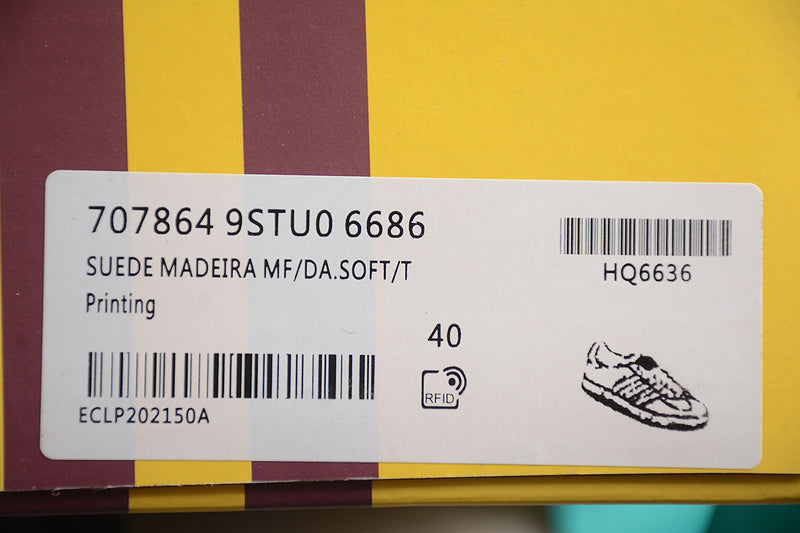 707864 9STU0 6686
SUEDE MADEIRA MF/DA.SOFT/T
Printing
ECLP202150A
40
RFID
HQ6636